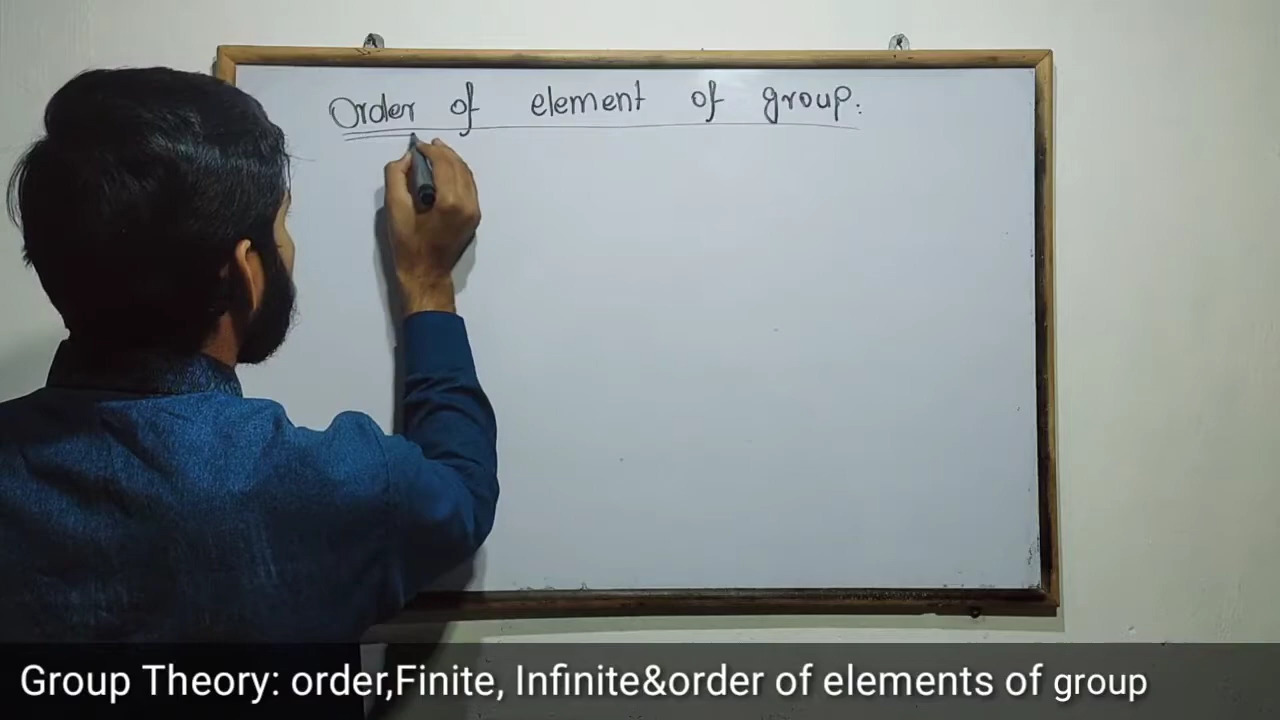 Order of element of group.
Group Theory: order,Finite, Infinite&order of elements of group